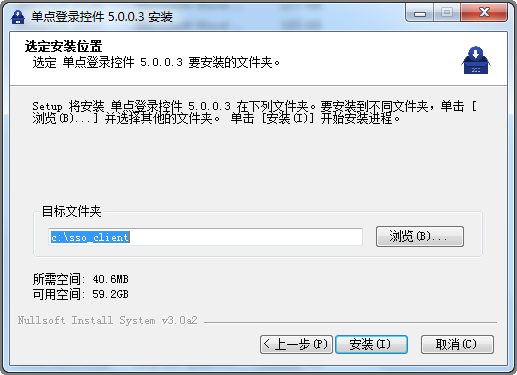 单点登录控件 5.0.0.3 安装
选定安装位置
选定 单点登录控件 5.0.0.3 要安装的文件夹。
Setup 将安装 单点登录控件 5.0.0.3 在下列文件夹。要安装到不同文件夹，单击 [
浏览(B)...] 并选择其他的文件夹。 单击 [安装(I)] 开始安装进程。
目标文件夹
c:\sso_client
浏览(B)...
所需空间: 40.6MB
可用空间: 59.2GB
Nullsoft Install System v3.0a2
< 上一步(P)
安装(I)
取消(C)